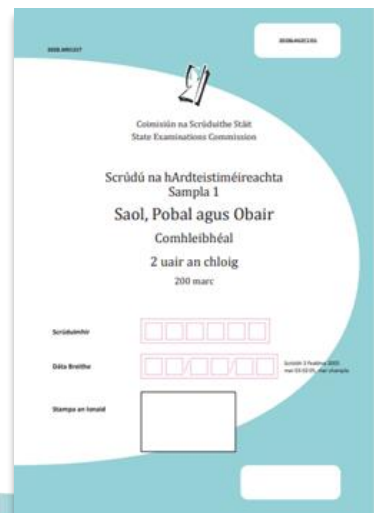 Coimisiún na Scrúduithe Stáit
State Examinations Commission
Scrúdú na hArdteistiméireachta
Sampla 1
Saol, Pobal agus Obair
Comhleibhéal
2 uair an chloig
200 marc
Scrúduimhir
Dáta Breithe
Stampa an Ionaid